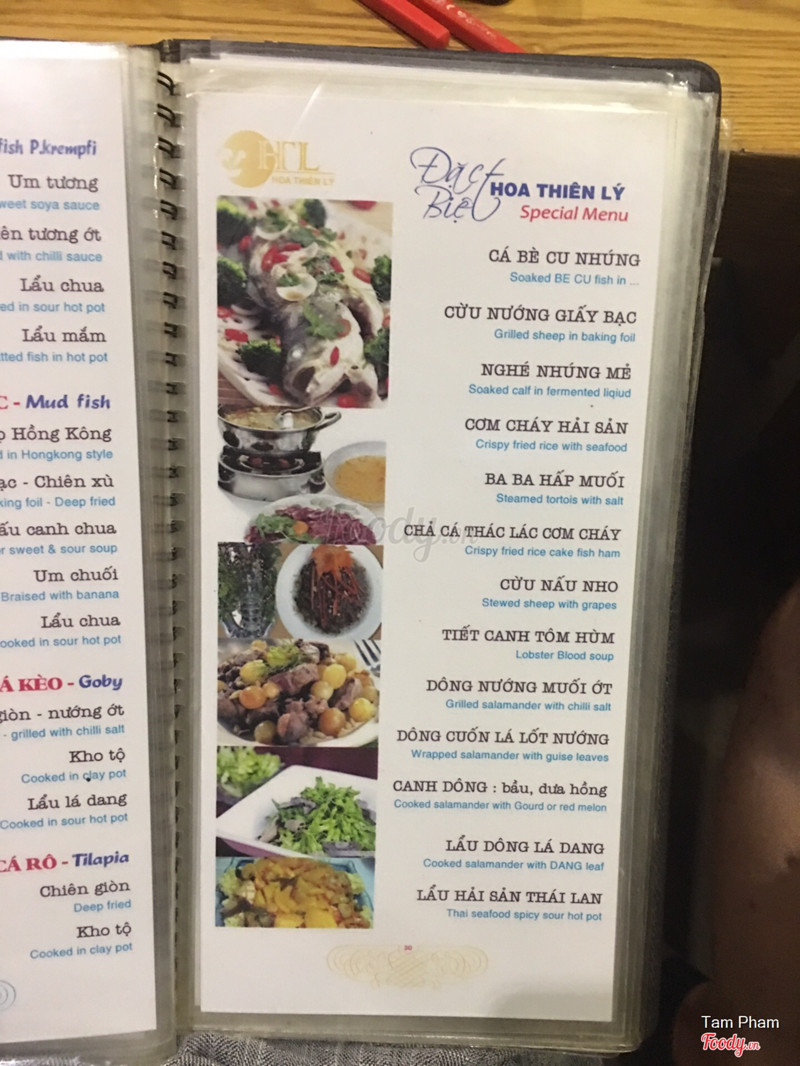 fish P.krempfi
Um tương
sweet soya sauce
tương ớt
with chilli sauce
Lẩu chua
in sour hot pot
Lẩu mắm
fish in hot pot
- Mud fish
Hồng Kông
in Hongkong style
- Chiên xù
foil - Deep fried
canh chua
sweet & sour soup
Um chuối
Braised with banana
Lẩu chua
cooked in sour hot pot
KÈO - Goby
giòn - nướng ớt
- grilled with chilli salt
Kho tộ
Cooked in clay pot
Lẩu lá dang
Cooked in sour hot pot
CÁ RÔ - Tilapia
Chiên giòn
Deep fried
Kho tộ
Cooked in clay pot
HTL
HOA THIÊN LÝ
Đặc Biệt
HOA THIÊN LÝ
Special Menu
CÁ BÈ CU NHÚNG
Soaked BE CU fish in ...
CỪU NƯỚNG GIẤY BẠC
Grilled sheep in baking foil
NGHÉ NHÚNG MẺ
Soaked calf in fermented liqiud
CƠM CHÁY HẢI SẢN
Crispy fried rice with seafood
BA BA HẤP MUỐI
Steamed tortois with salt
CHẢ CÁ THÁC LÁC CƠM CHÁY
Crispy fried rice cake fish ham
CỪU NẤU NHO
Stewed sheep with grapes
TIẾT CANH TÔM HÙM
Lobster Blood soup
DÔNG NƯỚNG MUỐI ỚT
Grilled salamander with chilli salt
DÔNG CUỐN LÁ LỐT NƯỚNG
Wrapped salamander with guise leaves
CANH DÔNG : bầu, dưa hồng
Cooked salamander with Gourd or red melon
LẨU DÔNG LÁ DANG
Cooked salamander with DANG leaf
LẨU HẢI SẢN THÁI LAN
Thai seafood spicy sour hot pot
Foody.vn
Tam Pham
Foody.vn